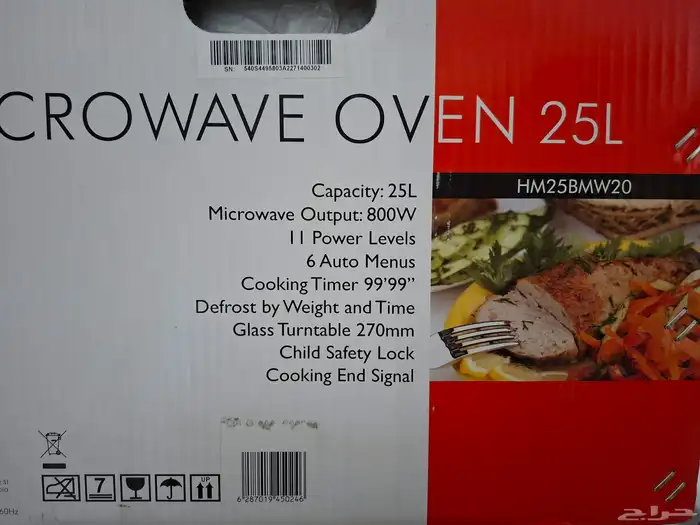 SN: 540S4495803A2271400302
CROWAVE OVEN 25L
HM25BMW20
Capacity: 25L
Microwave Output: 800W
11 Power Levels
6 Auto Menus
Cooking Timer 99'99"
Defrost by Weight and Time
Glass Turntable 270mm
Child Safety Lock
Cooking End Signal
7
UP
60Hz
6 287019 450246
حراج